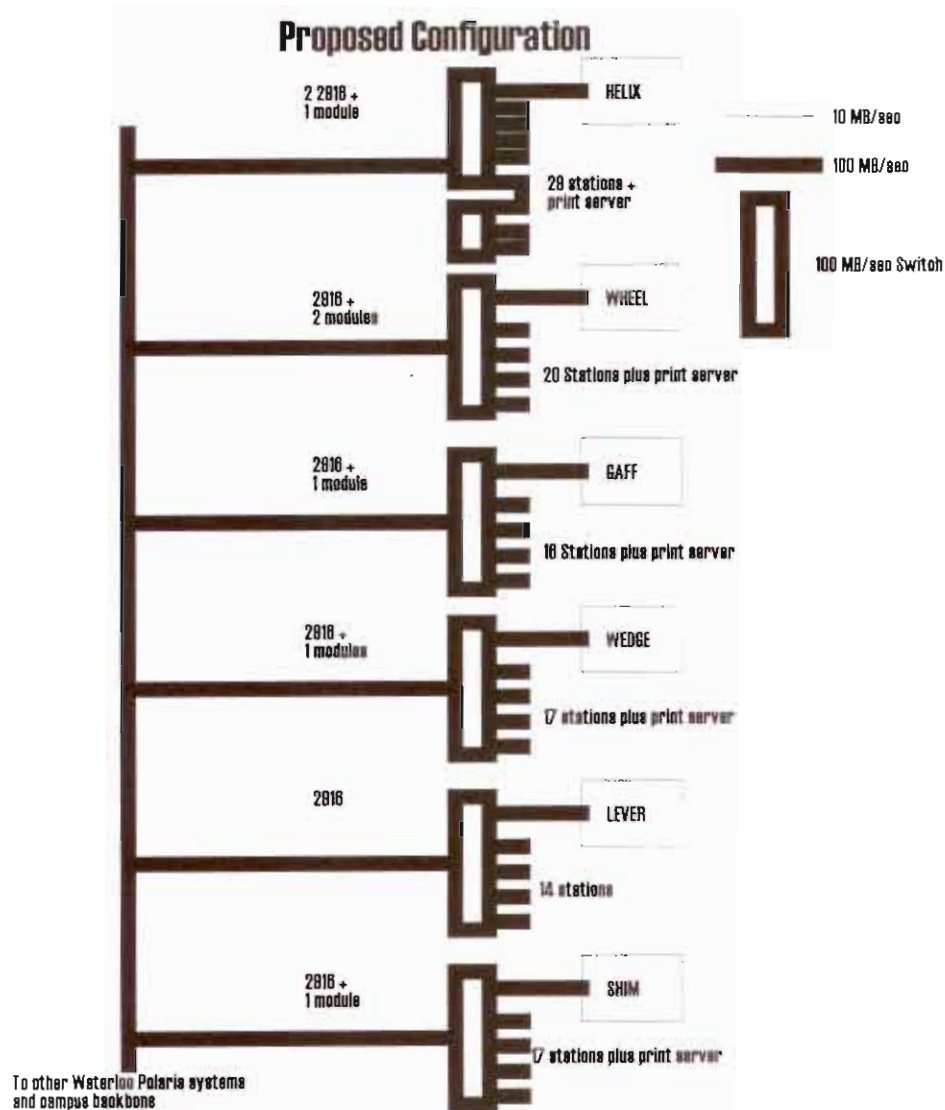 Proposed Configuration
2 2916 +
1 module
HELIX
10 MB/sec
100 MB/sec
100 MB/sec Switch
29 stations +
print server
2916 +
2 modules
WHEEL
20 Stations plus print server
2916 +
1 module
GAFF
16 Stations plus print server
2916 +
1 modules
WEDGE
17 stations plus print server
2916
LEVER
14 stations
2916 +
1 module
SHIM
17 stations plus print server
To other Waterloo Polaris systems
and campus backbone